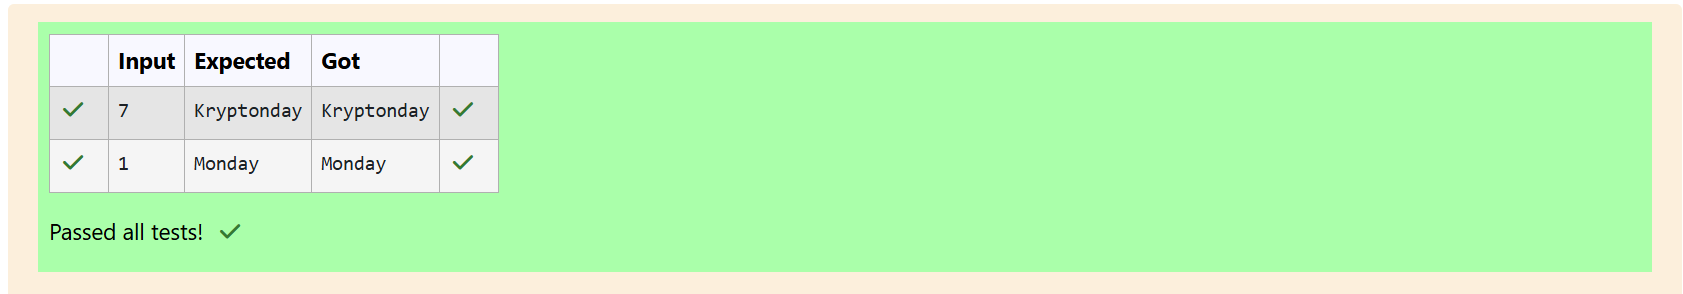 Input Expected Got
7 Kryptonday Kryptonday
1 Monday Monday
Passed all tests!